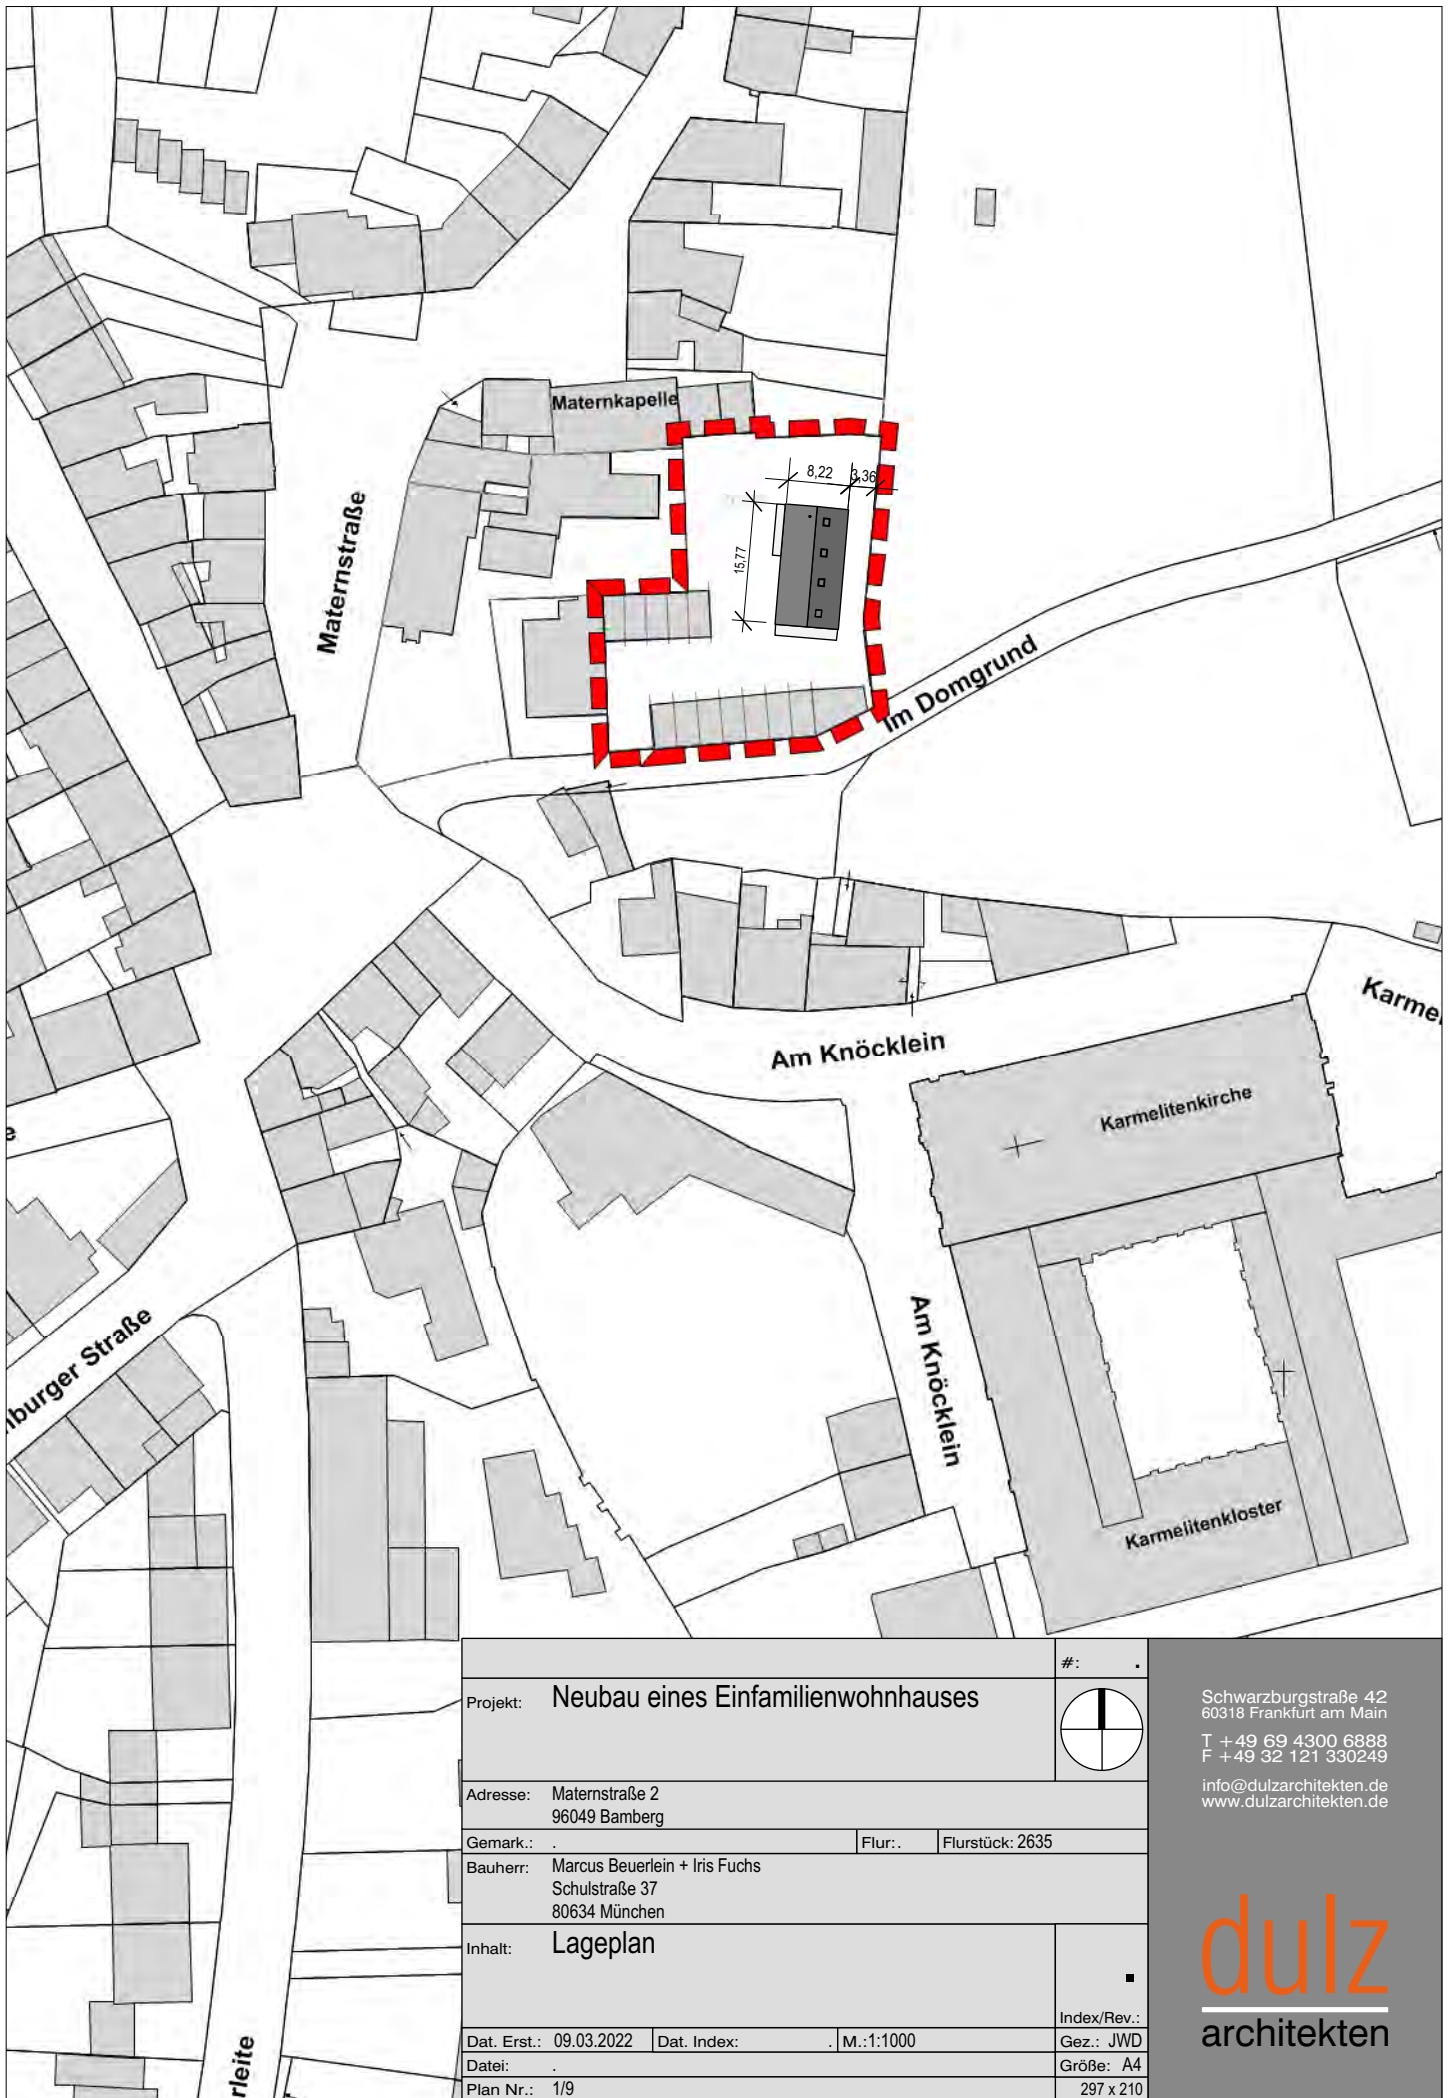 Maternkapelle
8,22
3,36
15,77
Maternstraße
Im Domgrund
Am Knöcklein
Karmelitenkirche
Am Knöcklein
Karmelitenkloster
#: .
Projekt: Neubau eines Einfamilienwohnhauses
Adresse: Maternstraße 2
96049 Bamberg
Gemark.: . Flur:. Flurstück: 2635
Bauherr: Marcus Beuerlein + Iris Fuchs
Schulstraße 37
80634 München
Inhalt: Lageplan
Index/Rev.:
Dat. Erst.: 09.03.2022 Dat. Index: . M.:1:1000 Gez.: JWD
Datei: . Größe: A4
Plan Nr.: 1/9 297 x 210
Schwarzburgstraße 42
60318 Frankfurt am Main
T +49 69 4300 6888
F +49 32 121 330249
info@dulzarchitekten.de
www.dulzarchitekten.de
dulz
architekten